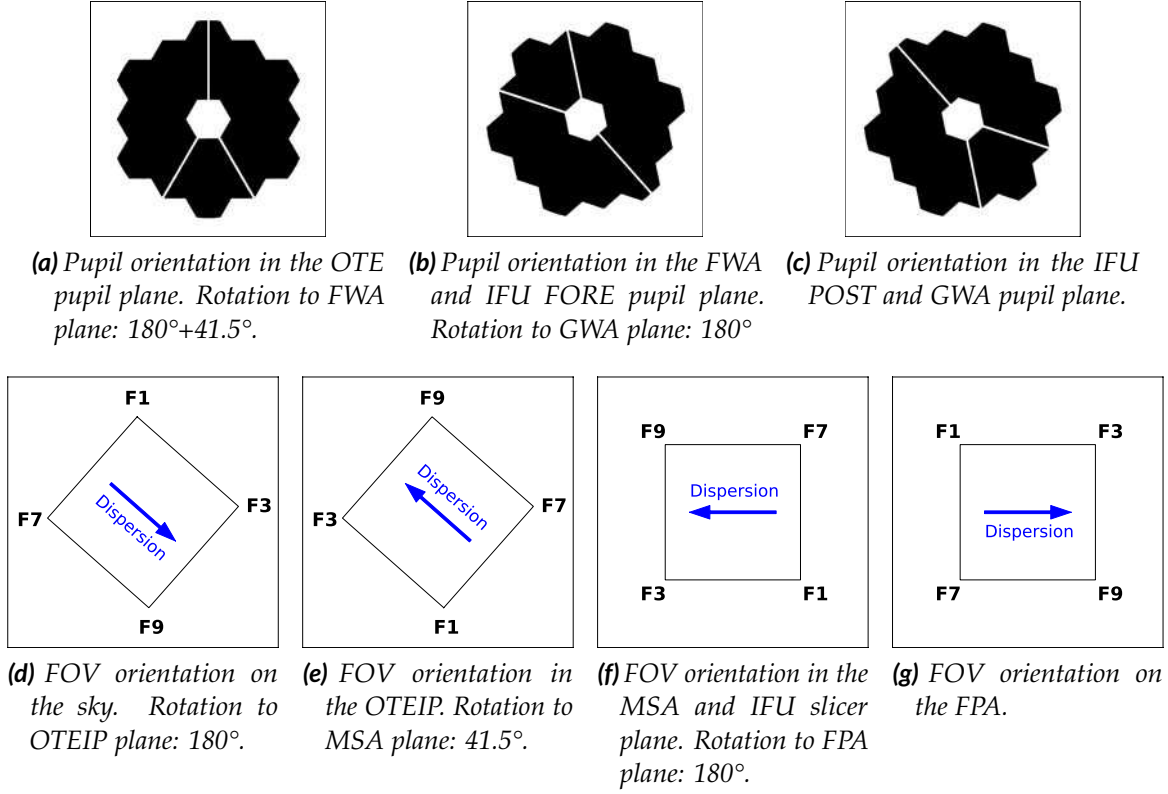 (a) Pupil orientation in the OTE
pupil plane. Rotation to FWA
plane: 180°+41.5°.
(b) Pupil orientation in the FWA
and IFU FORE pupil plane.
Rotation to GWA plane: 180°
(c) Pupil orientation in the IFU
POST and GWA pupil plane.
F1
F7
F3
F9
Dispersion
F9
F3
F7
F1
Dispersion
F9
F7
F3
F1
Dispersion
F1
F3
F7
F9
Dispersion
(d) FOV orientation on
the sky. Rotation to
OTEIP plane: 180°.
(e) FOV orientation in
the OTEIP. Rotation to
MSA plane: 41.5°.
(f) FOV orientation in the
MSA and IFU slicer
plane. Rotation to FPA
plane: 180°.
(g) FOV orientation on
the FPA.